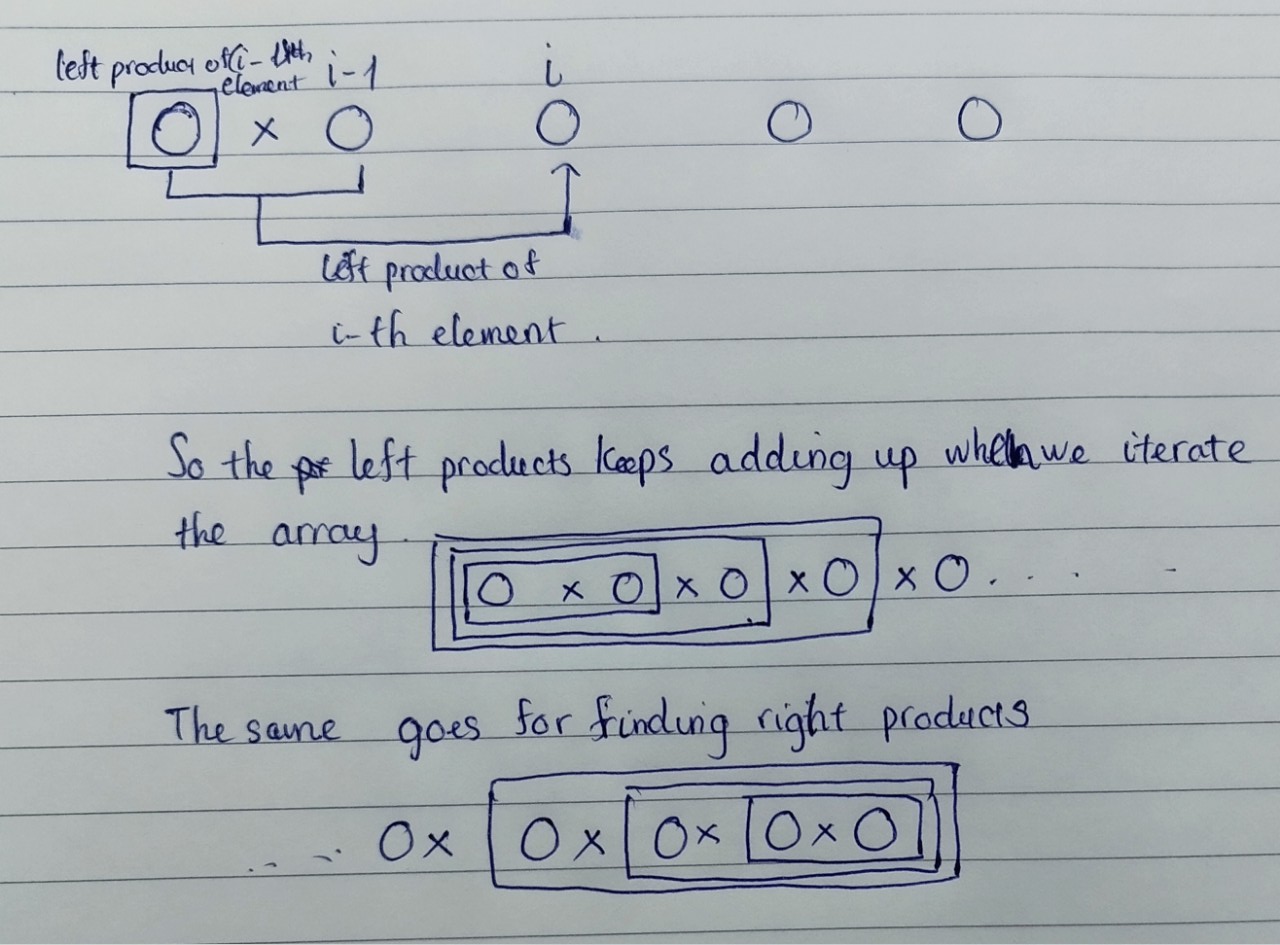 left product of (i-1)th
element i-1 i
O x O O O O
left product of
i-th element.
So the left products keeps adding up when we iterate
the array.
O x O x O x O x O . . . . .
The same goes for finding right products
. . - . . O x O x O x O x O